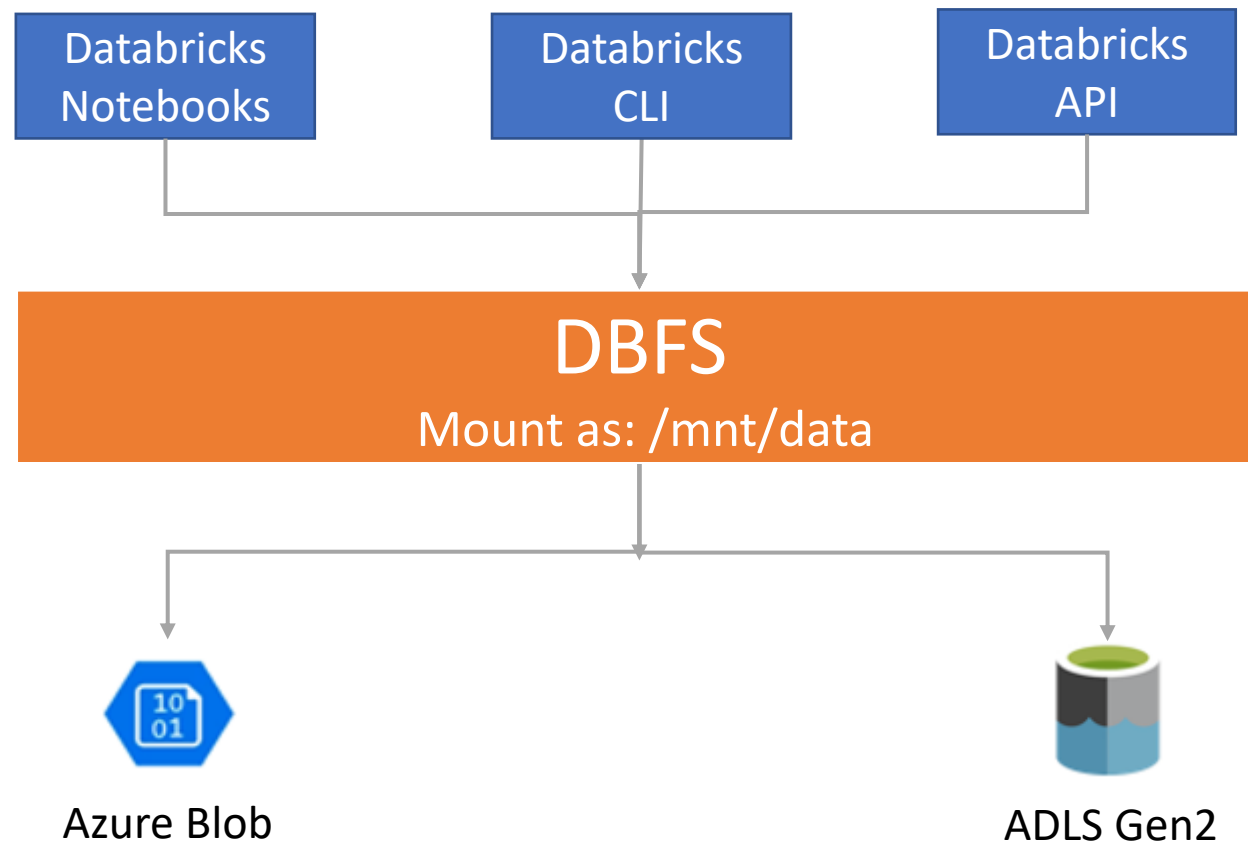 Databricks
Notebooks
Databricks
CLI
Databricks
API
DBFS
Mount as: /mnt/data
10
01
Azure Blob
ADLS Gen2